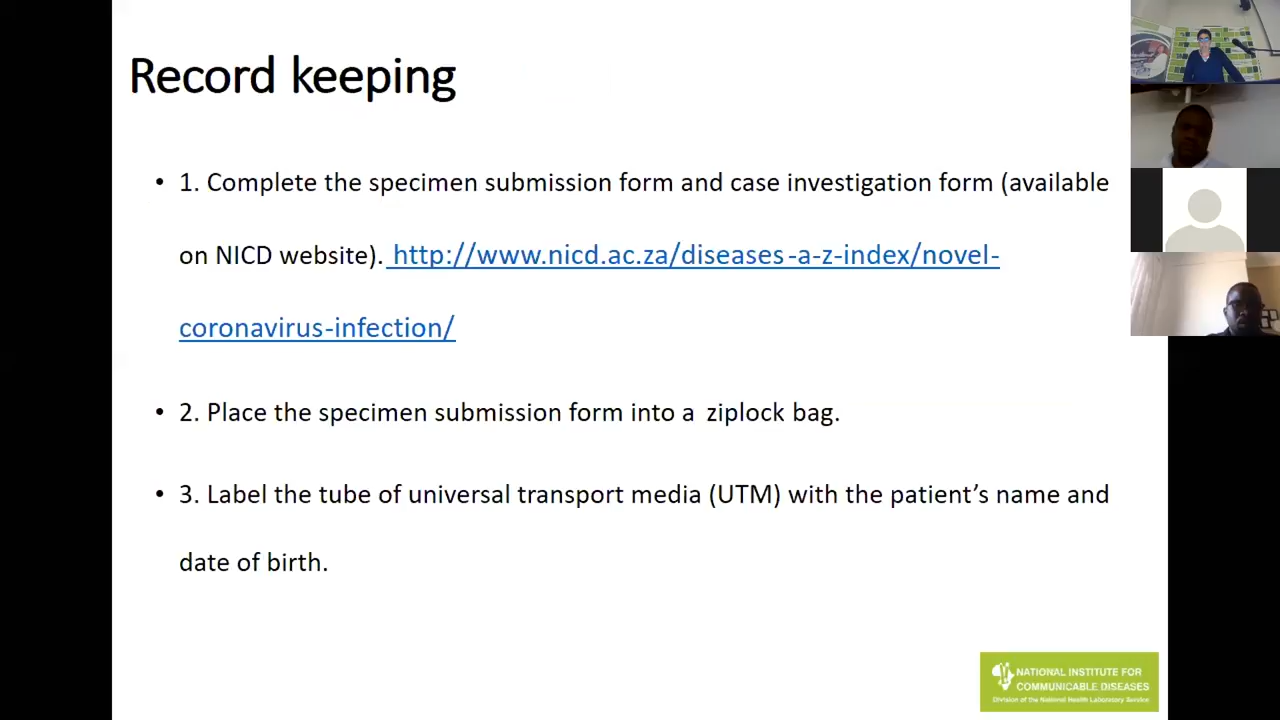 Record keeping
• 1. Complete the specimen submission form and case investigation form (available
on NICD website). http://www.nicd.ac.za/diseases-a-z-index/novel-
coronavirus-infection/
• 2. Place the specimen submission form into a ziplock bag.
• 3. Label the tube of universal transport media (UTM) with the patient’s name and
date of birth.
NATIONAL INSTITUTE FOR
COMMUNICABLE DISEASES
Division of the National Health Laboratory Service